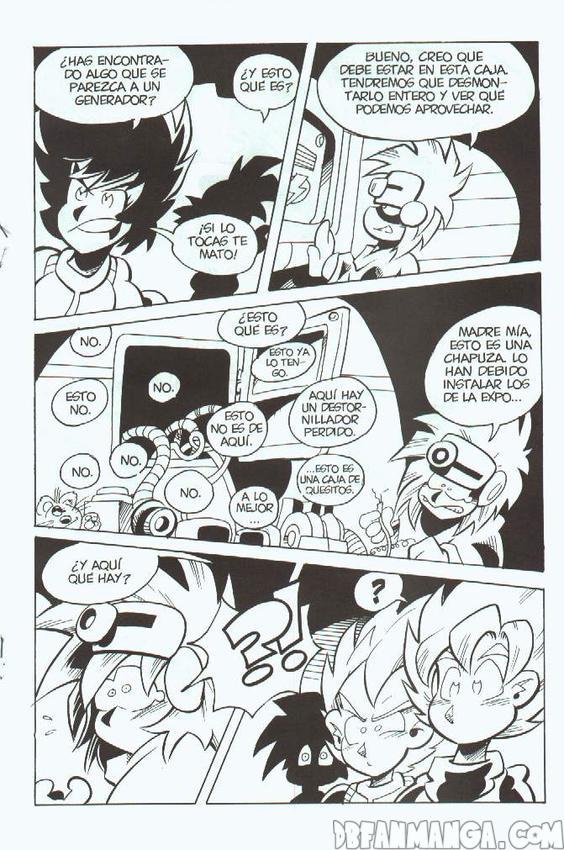 ¿HAS ENCONTRA-
DO ALGO QUE SE
PAREZCA A UN
GENERADOR?
¿Y ESTO
QUE ES?
¡SI LO
TOCAS TE
MATO!
BUENO, CREO QUE
DEBE ESTAR EN ESTA CAJA.
TENDREMOS QUE DESMON-
TARLO ENTERO Y VER QUE
PODEMOS APROVECHAR.
NO.
ESTO
NO.
NO.
NO.
NO.
¿ESTO
QUE ES?
ESTO YA
LO TEN-
GO.
ESTO
NO ES DE
AQUÍ.
NO.
AQUÍ HAY
UN DESTOR-
NILLADOR
PERDIDO.
...ESTO ES
UNA CAJA DE
QUESITOS.
A LO
MEJOR
...
MADRE MÍA,
ESTO ES UNA
CHAPUZA. LO
HAN DEBIDO
INSTALAR LOS
DE LA EXPO...
¿Y AQUÍ
QUE HAY?
?!
?
DBFANMANGA.COM